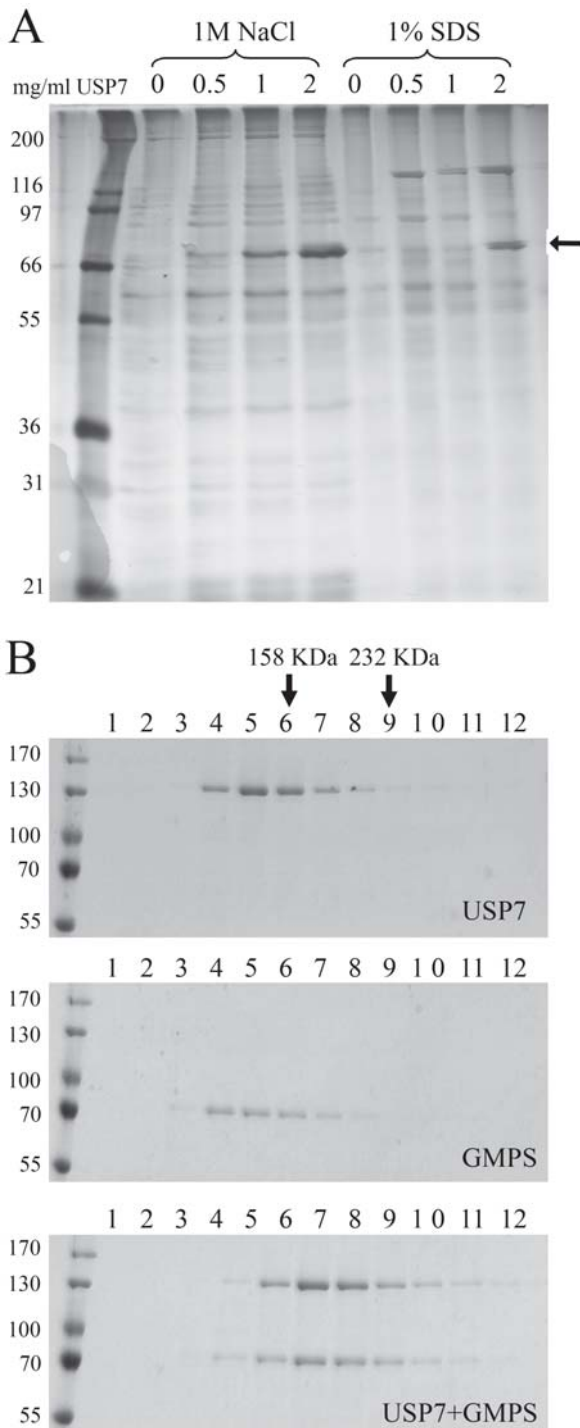 A
1M NaCl 1% SDS
mg/ml USP7 0 0.5 1 2 0 0.5 1 2
200
116
97
66
55
36
31
21
B
158 KDa 232 KDa
1 2 3 4 5 6 7 8 9 1 0 11 12
170
130
100
70
55
USP7
1 2 3 4 5 6 7 8 9 1 0 11 12
170
130
100
70
55
GMPS
1 2 3 4 5 6 7 8 9 1 0 11 12
170
130
100
70
55
USP7+GMPS